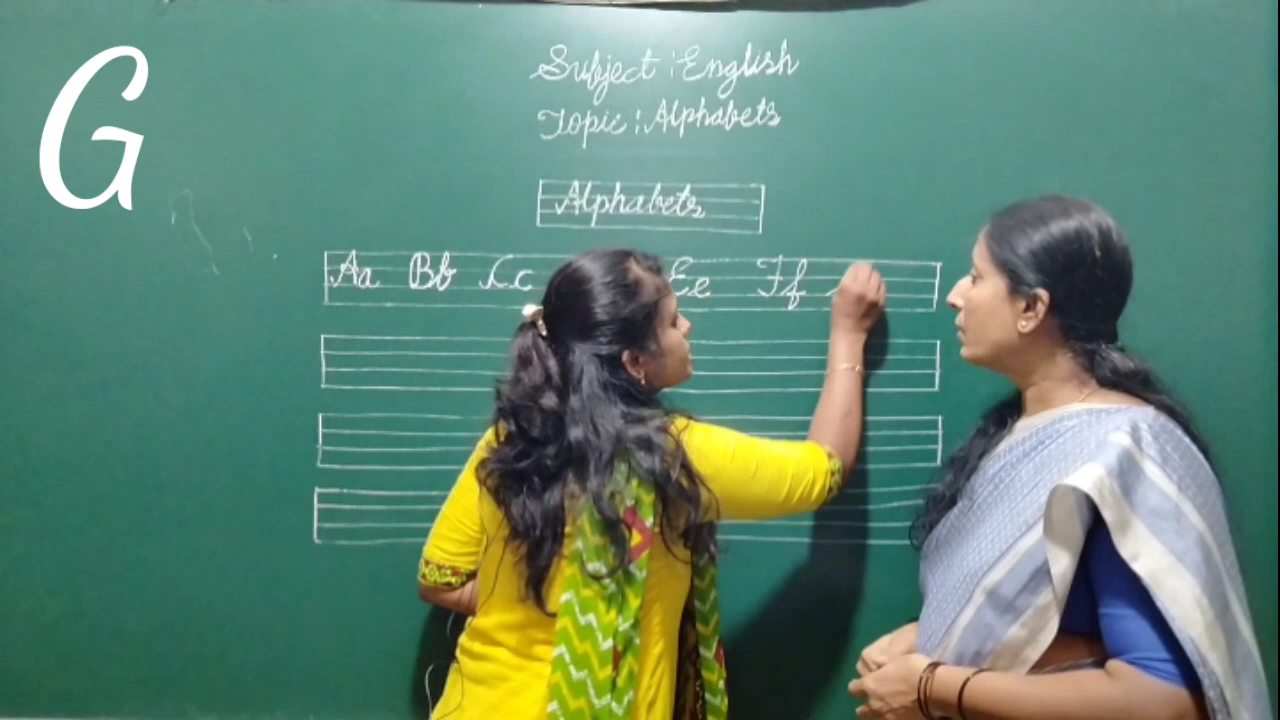 G
Subject : English
Topic : Alphabets
Alphabets
Aa Bb Cc Ee Ff